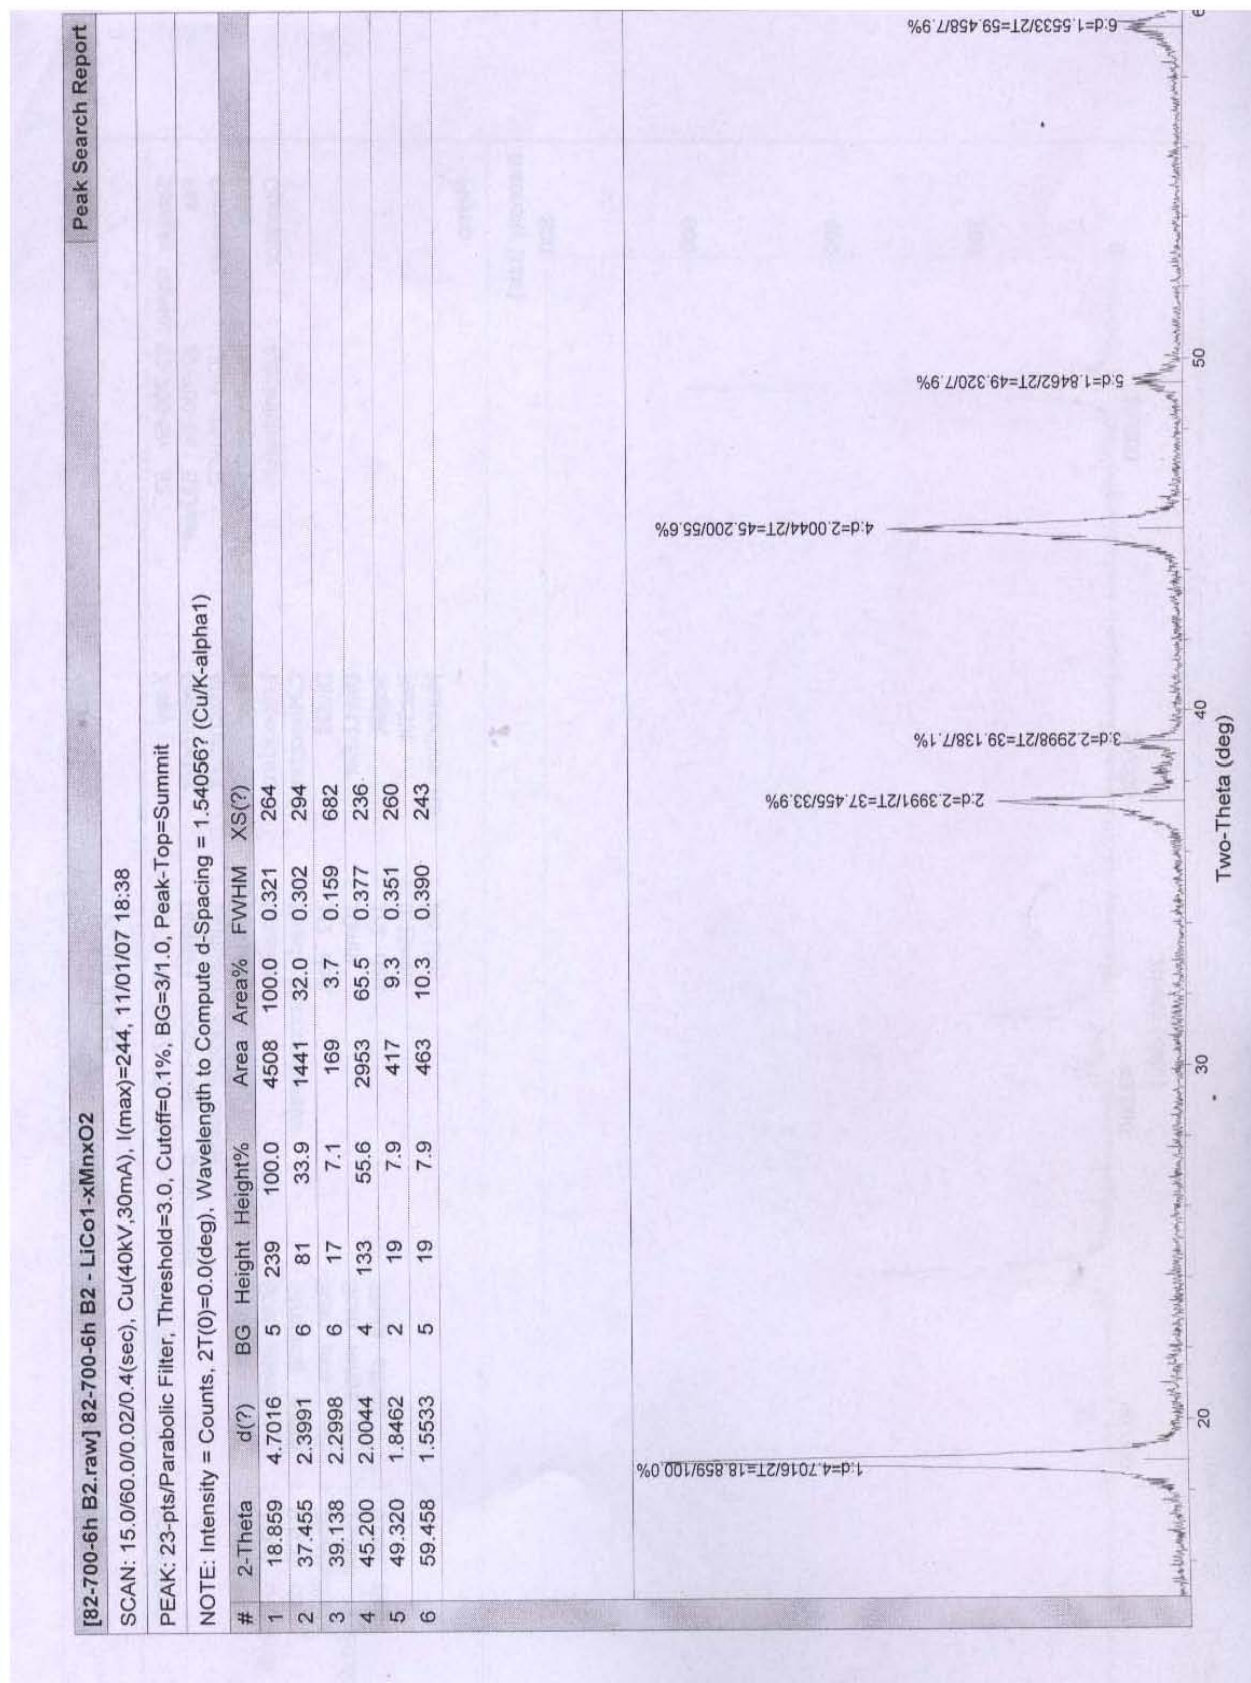 Peak Search Report
[82-700-6h B2.raw] 82-700-6h B2 - LiCo1-xMnxO2
SCAN: 15.0/60.0/0.02/0.4(sec), Cu(40kV,30mA), I(max)=244, 11/01/07 18:38
PEAK: 23-pts/Parabolic Filter, Threshold=3.0, Cutoff=0.1%, BG=3/1.0, Peak-Top=Summit
NOTE: Intensity = Counts, 2T(0)=0.0(deg), Wavelength to Compute d-Spacing = 1.54056? (Cu/K-alpha1)
# 2-Theta d(?) BG Height Height% Area Area% FWHM XS(?)
1 18.859 4.7016 5 239 100.0 4508 100.0 0.321 264
2 37.455 2.3991 6 81 33.9 1441 32.0 0.302 294
3 39.138 2.2998 6 17 7.1 169 3.7 0.159 682
4 45.200 2.0044 4 133 55.6 2953 65.5 0.377 236
5 49.320 1.8462 2 19 7.9 417 9.3 0.351 260
6 59.458 1.5533 5 19 7.9 463 10.3 0.390 243
1:d=4.7016/2T=18.859/100.0%
2:d=2.3991/2T=37.455/33.9%
3:d=2.2998/2T=39.138/7.1%
4:d=2.0044/2T=45.200/55.6%
5:d=1.8462/2T=49.320/7.9%
6:d=1.5533/2T=59.458/7.9%
20 30 40 50
Two-Theta (deg)